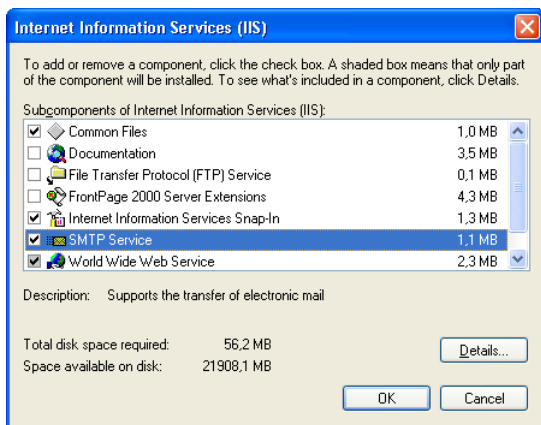 Internet Information Services (IIS)
To add or remove a component, click the check box. A shaded box means that only part
of the component will be installed. To see what's included in a component, click Details.
Subcomponents of Internet Information Services (IIS):
Common Files 1,0 MB
Documentation 3,5 MB
File Transfer Protocol (FTP) Service 0,1 MB
FrontPage 2000 Server Extensions 4,3 MB
Internet Information Services Snap-In 1,3 MB
SMTP Service 1,1 MB
World Wide Web Service 2,3 MB
Description: Supports the transfer of electronic mail
Total disk space required: 56,2 MB
Details...
Space available on disk: 21908,1 MB
OK Cancel